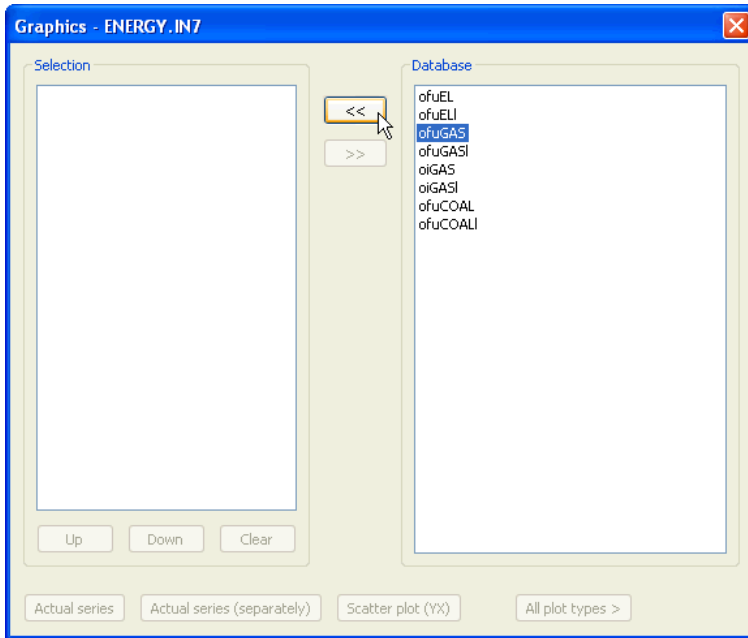 Graphics - ENERGY.IN7
Selection
Database
<<
>>
ofuEL
ofuELl
ofuGAS
ofuGASl
oiGAS
oiGASl
ofuCOAL
ofuCOALl
Up Down Clear
Actual series Actual series (separately) Scatter plot (YX) All plot types >